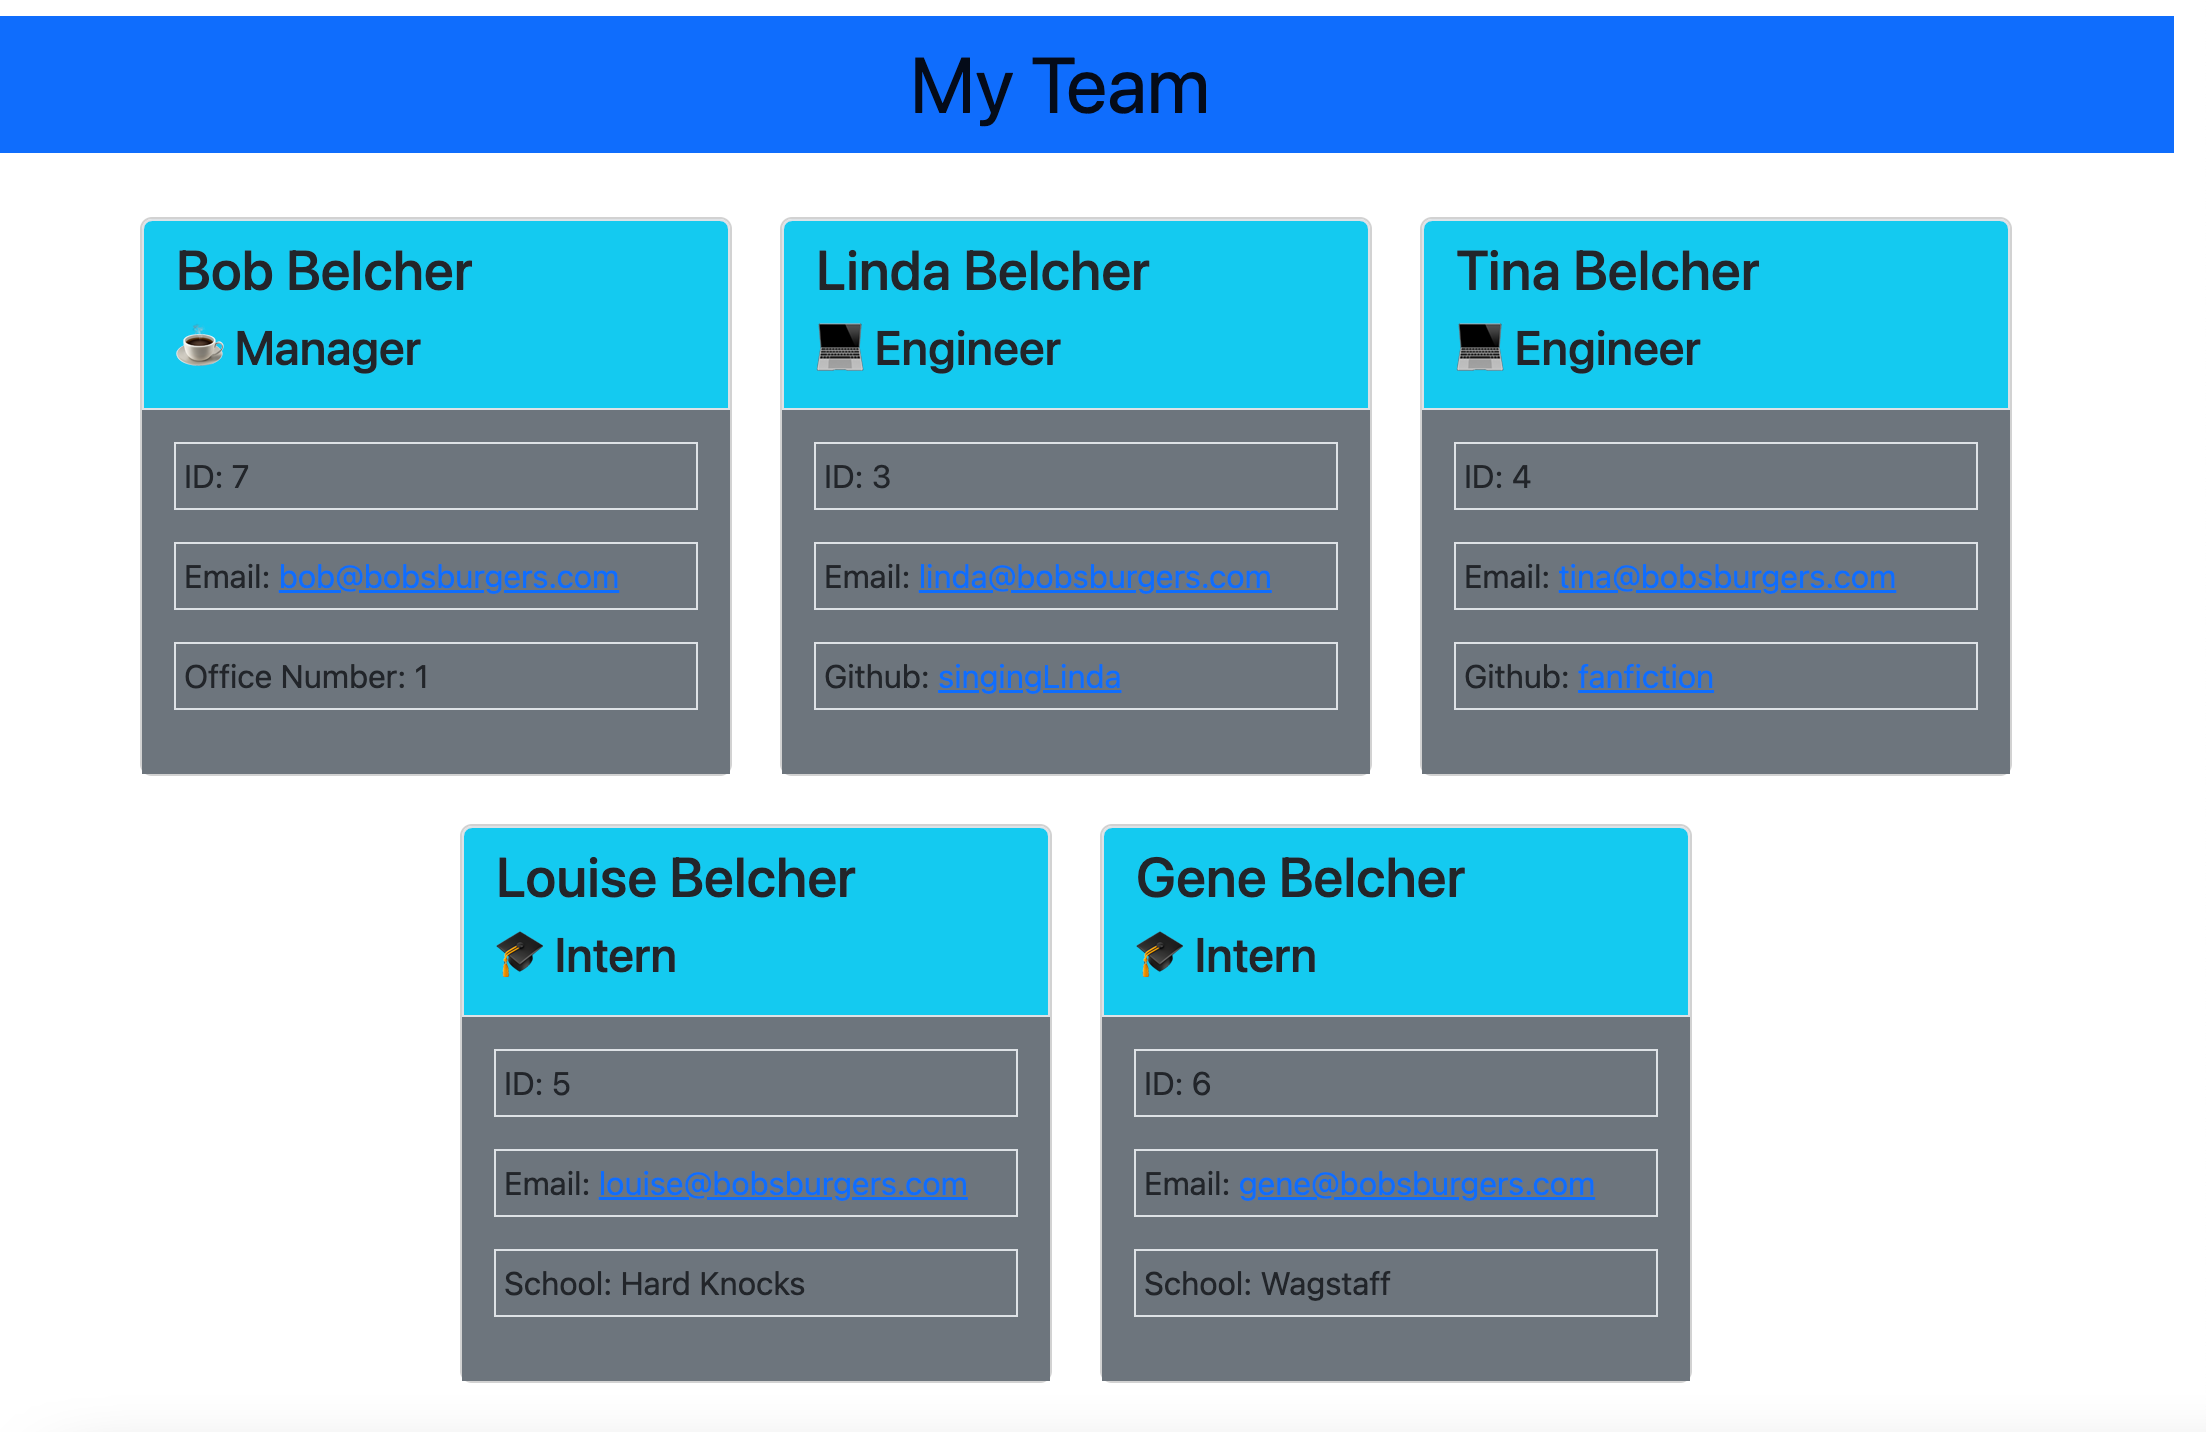 My Team
Bob Belcher
☕ Manager
ID: 7
Email: bob@bobsburgers.com
Office Number: 1
Linda Belcher
💻 Engineer
ID: 3
Email: linda@bobsburgers.com
Github: singingLinda
Tina Belcher
💻 Engineer
ID: 4
Email: tina@bobsburgers.com
Github: fanfiction
Louise Belcher
🎓 Intern
ID: 5
Email: louise@bobsburgers.com
School: Hard Knocks
Gene Belcher
🎓 Intern
ID: 6
Email: gene@bobsburgers.com
School: Wagstaff